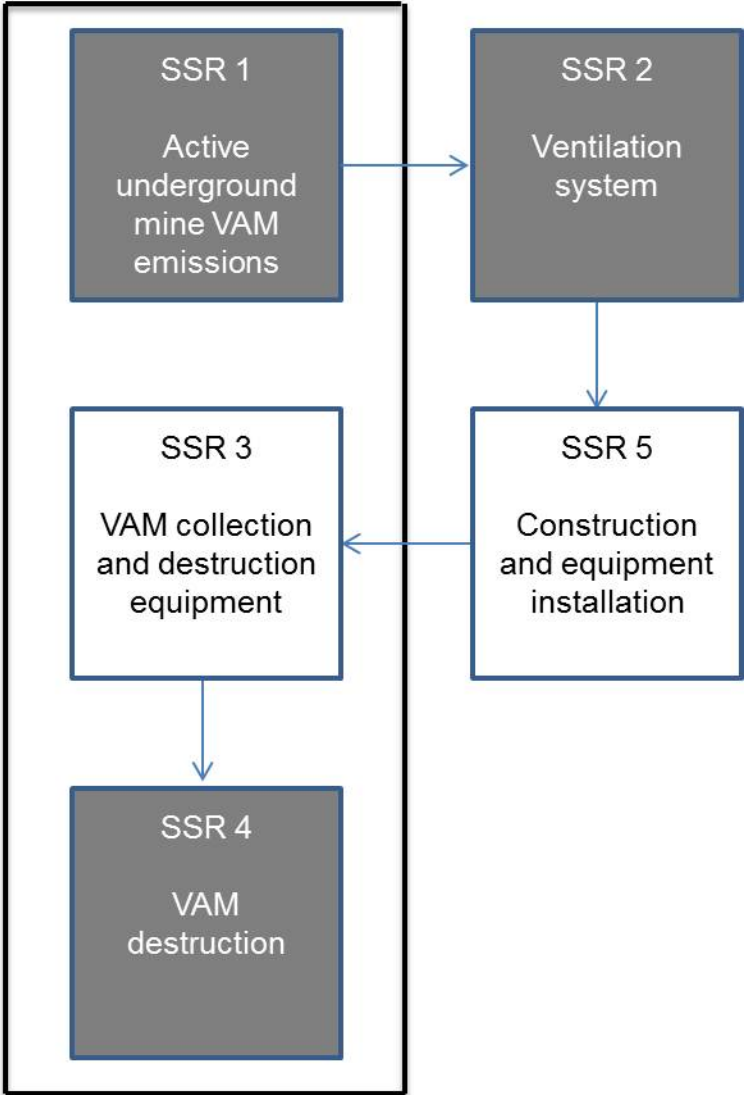 SSR 1
Active
underground
mine VAM
emissions
SSR 2
Ventilation
system
SSR 3
VAM collection
and destruction
equipment
SSR 5
Construction
and equipment
installation
SSR 4
VAM
destruction